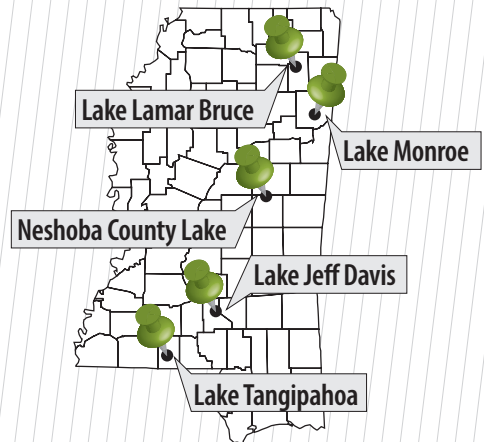 Lake Lamar Bruce
Lake Monroe
Neshoba County Lake
Lake Jeff Davis
Lake Tangipahoa